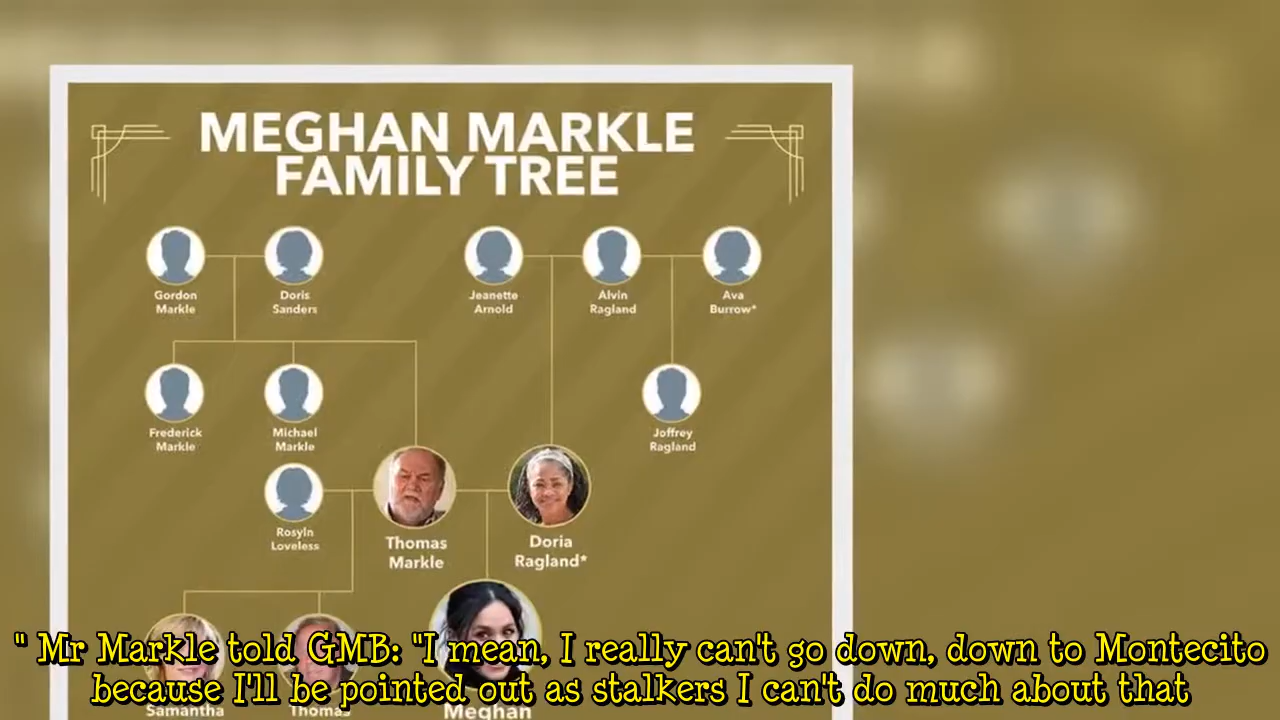 MEGHAN MARKLE
FAMILY TREE
Gordon
Markle
Doris
Sanders
Jeanette
Arnold
Alvin
Ragland
Ava
Burrow*
Frederick
Markle
Michael
Markle
Joffrey
Ragland
Rosyln
Loveless
Thomas
Markle
Doria
Ragland*
Samantha
Thomas
Meghan
" Mr Markle told GMB: "I mean, I really can't go down, down to Montecito
because I'll be pointed out as stalkers I can't do much about that